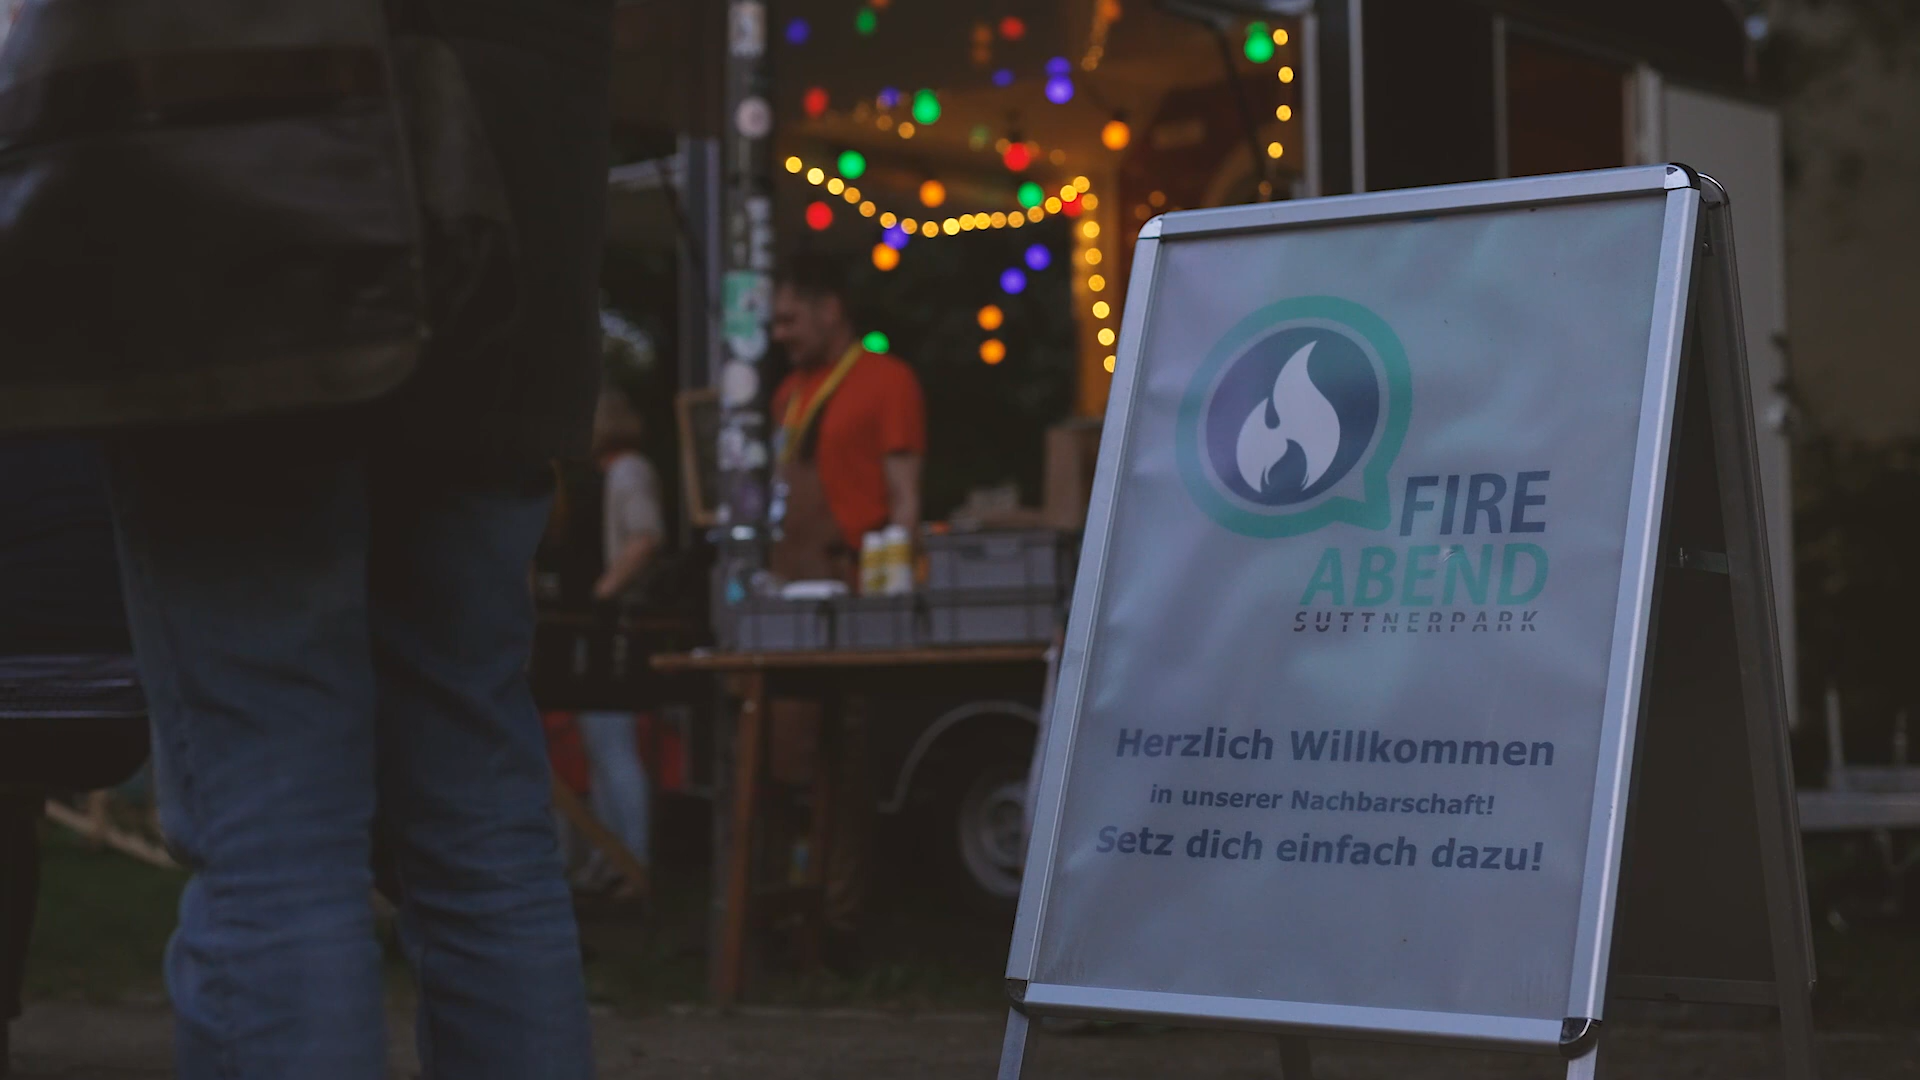 FIRE
ABEND
SUTTNERPARK
Herzlich Willkommen
in unserer Nachbarschaft!
Setz dich einfach dazu!